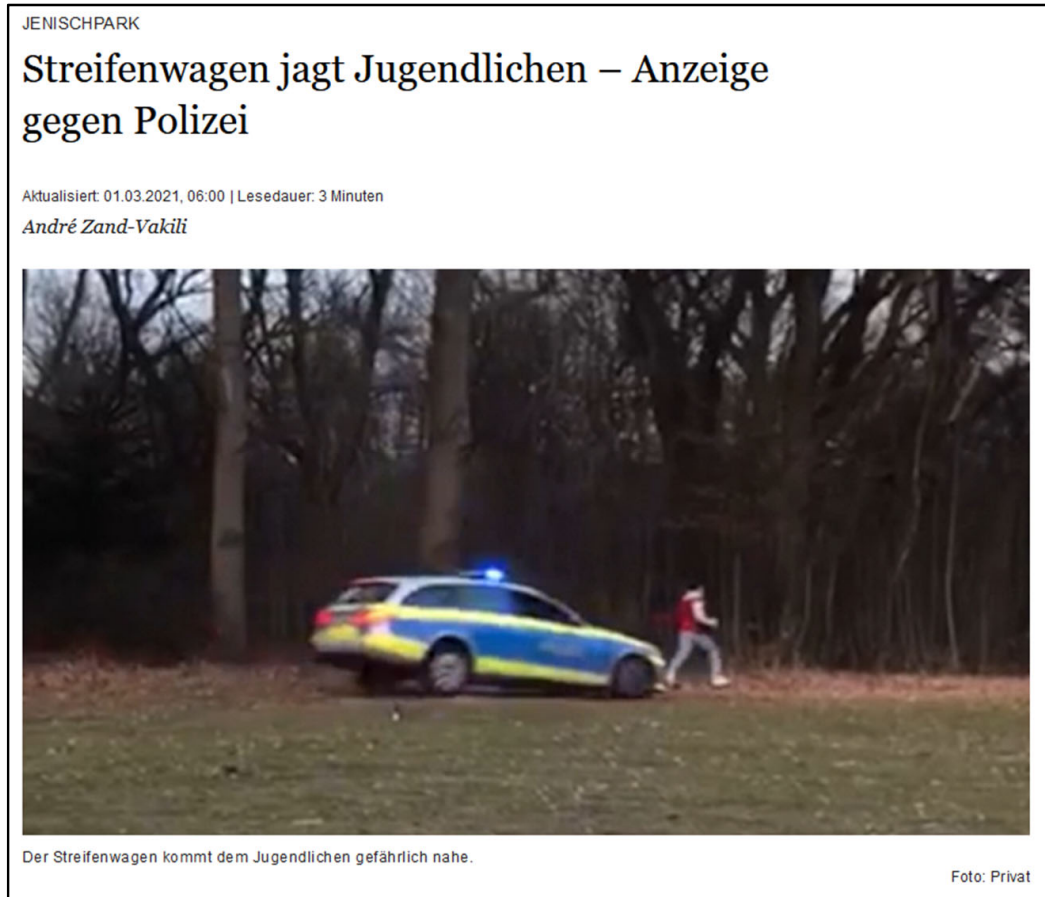 JENISCHPARK
Streifenwagen jagt Jugendlichen – Anzeige
gegen Polizei
Aktualisiert: 01.03.2021, 06:00 | Lesedauer: 3 Minuten
André Zand-Vakili
Der Streifenwagen kommt dem Jugendlichen gefährlich nahe.
Foto: Privat